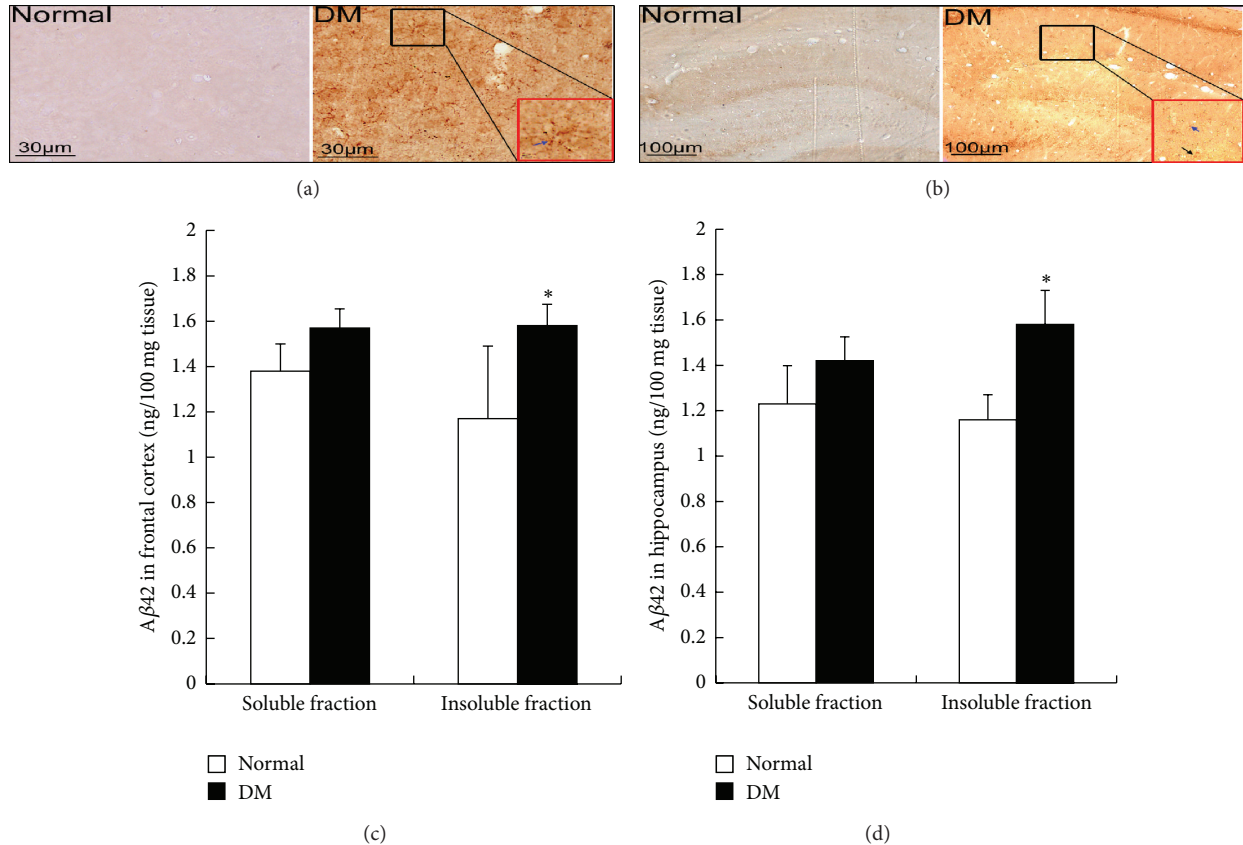 Normal
DM
30μm
30μm
(a)
Normal
DM
100μm
100μm
(b)
Aβ42 in frontal cortex (ng/100 mg tissue)
2
1.8
1.6
1.4
1.2
1
0.8
0.6
0.4
0.2
0
*
Soluble fraction
Insoluble fraction
Normal
DM
(c)
Aβ42 in hippocampus (ng/100 mg tissue)
2
1.8
1.6
1.4
1.2
1
0.8
0.6
0.4
0.2
0
*
Soluble fraction
Insoluble fraction
Normal
DM
(d)